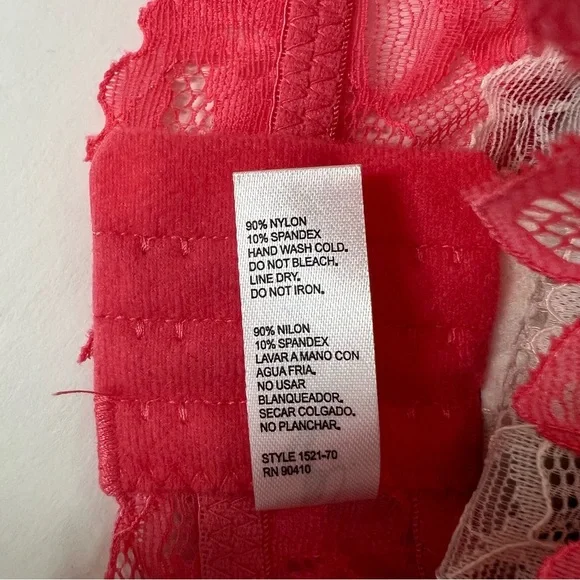 90% NYLON
10% SPANDEX
HAND WASH COLD.
DO NOT BLEACH.
LINE DRY.
DO NOT IRON.
90% NILON
10% SPANDEX
LAVAR A MANO CON
AGUA FRIA.
NO USAR
BLANQUEADOR.
SECAR COLGADO.
NO PLANCHAR.
STYLE 1521-70
RN 90410